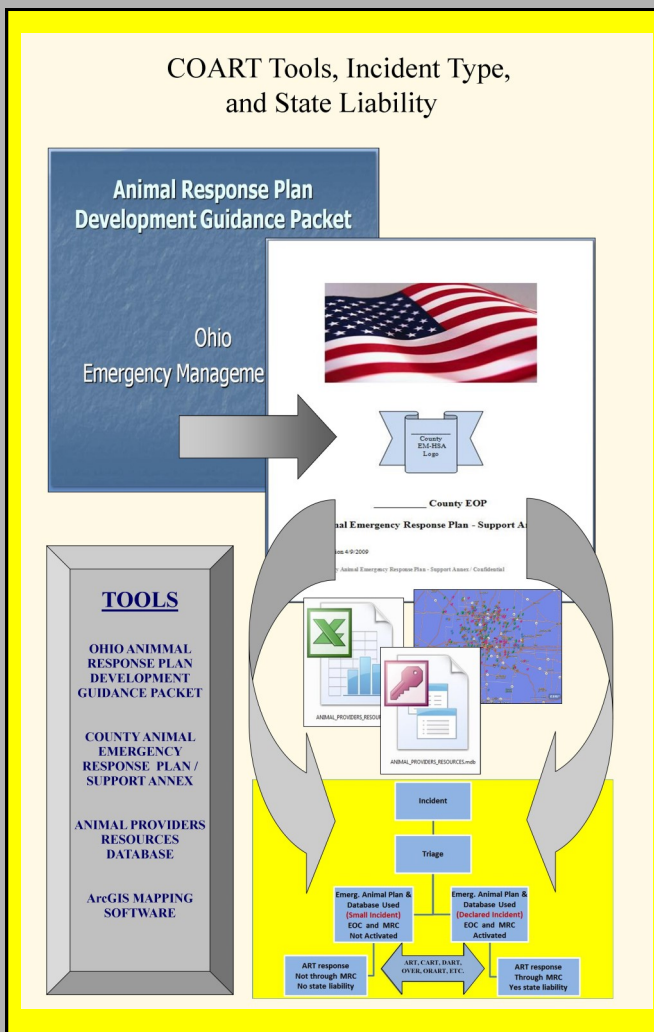 COART Tools, Incident Type,
and State Liability
Animal Response Plan
Development Guidance Packet
Ohio
Emergency Manageme
County
EM-HSA
Logo
________ County EOP
nal Emergency Response Plan - Support A
ion 4/9/2009
y Animal Emergency Response Plan - Support Annex / Confidential
TOOLS
OHIO ANIMMAL
RESPONSE PLAN
DEVELOPMENT
GUIDANCE PACKET
COUNTY ANIMAL
EMERGENCY
RESPONSE PLAN /
SUPPORT ANNEX
ANIMAL PROVIDERS
RESOURCES
DATABASE
ArcGIS MAPPING
SOFTWARE
ANIMAL_PROVIDERS_RESOUR
ANIMAL_PROVIDERS_RESOURCES.mdb
Incident
Triage
Emerg. Animal Plan &
Database Used
(Small Incident)
EOC and MRC
Not Activated
Emerg. Animal Plan &
Database Used
(Declared Incident)
EOC and MRC
Activated
ART response
Not through MRC
No state liability
ART, CART, DART,
OVER, ORART, ETC.
ART response
Through MRC
Yes state liability